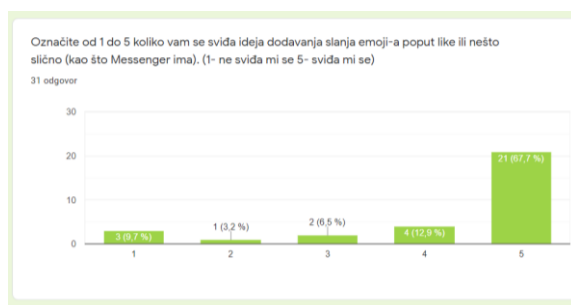 Označite od 1 do 5 koliko vam se sviđa ideja dodavanja slanja emoji-a poput like ili nešto
slično (kao što Messenger ima). (1- ne sviđa mi se 5- sviđa mi se)
31 odgovor
30
20
10
0
3 (9,7 %)
1 (3,2 %)
2 (6,5 %)
4 (12,9 %)
21 (67,7 %)
1
2
3
4
5